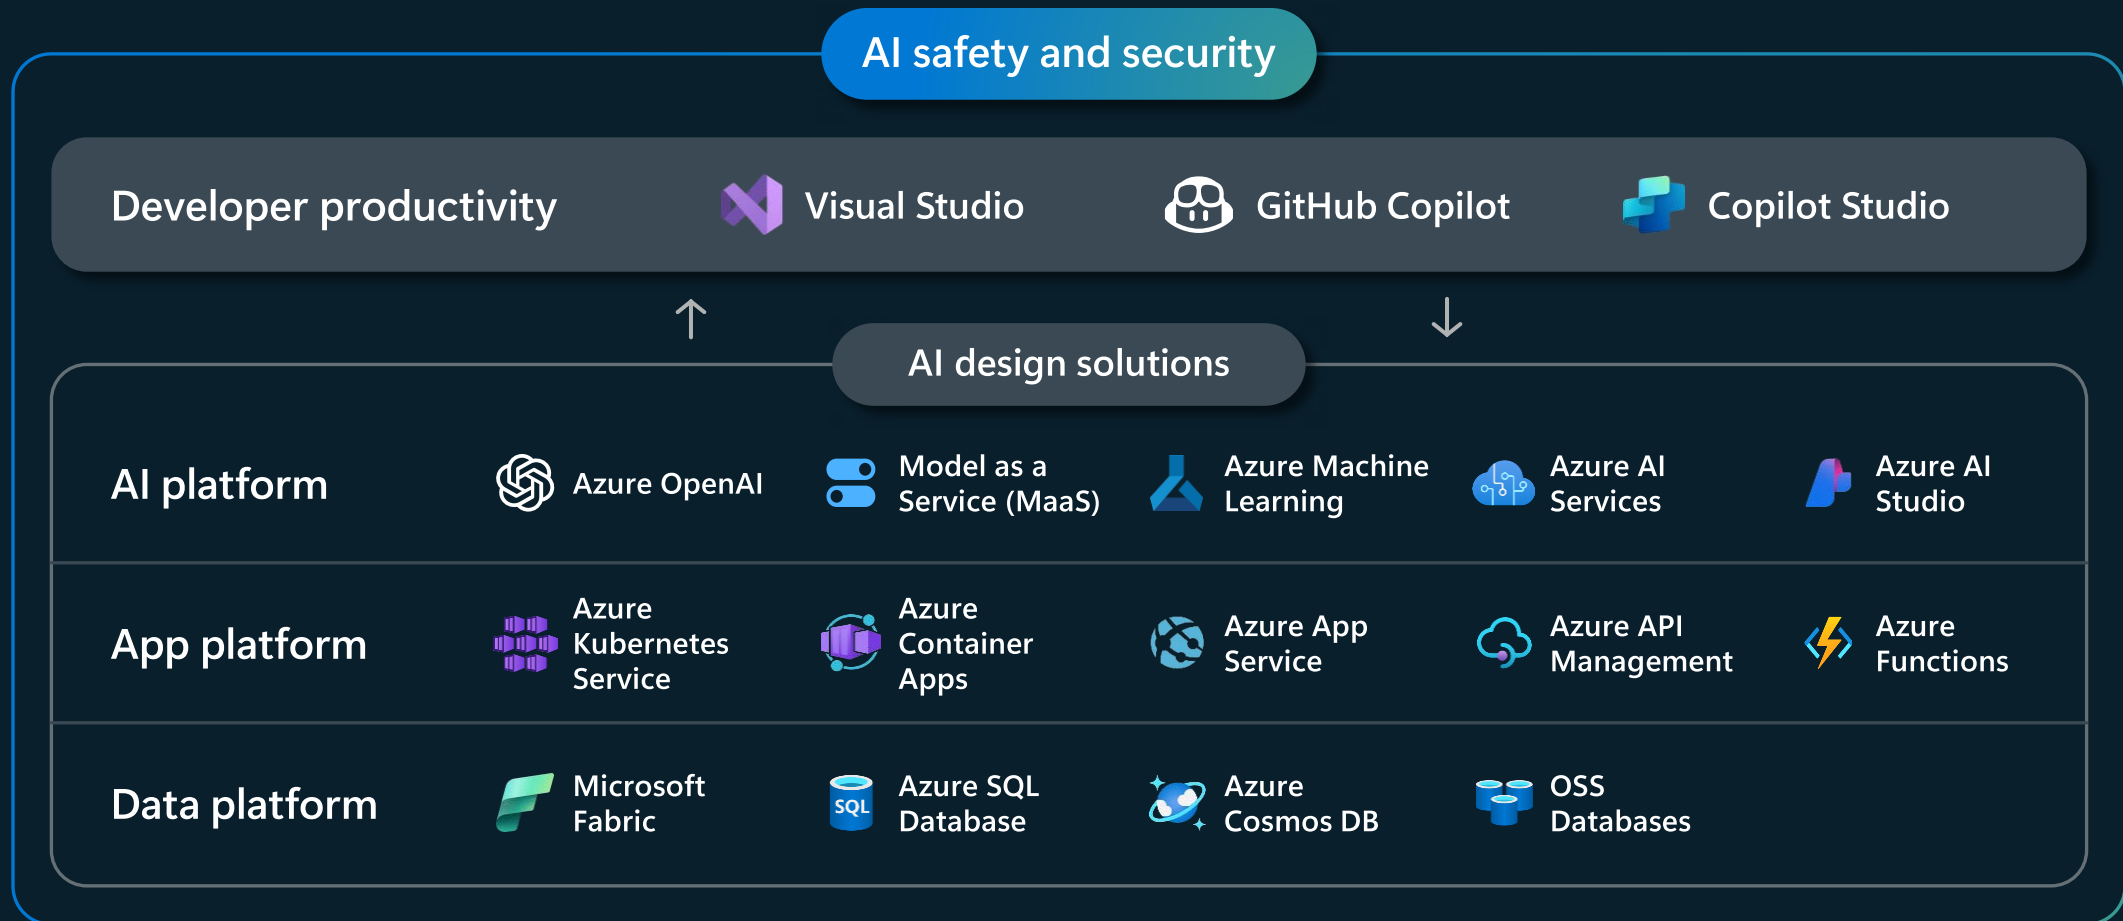 AI safety and security
Developer productivity
Visual Studio
GitHub Copilot
Copilot Studio
AI design solutions
AI platform
Azure OpenAI
Model as a
Service (MaaS)
Azure Machine
Learning
Azure AI
Services
Azure AI
Studio
App platform
Azure
Kubernetes
Service
Azure
Container
Apps
Azure App
Service
Azure API
Management
Azure
Functions
Data platform
Microsoft
Fabric
SQL
Azure SQL
Database
Azure
Cosmos DB
OSS
Databases